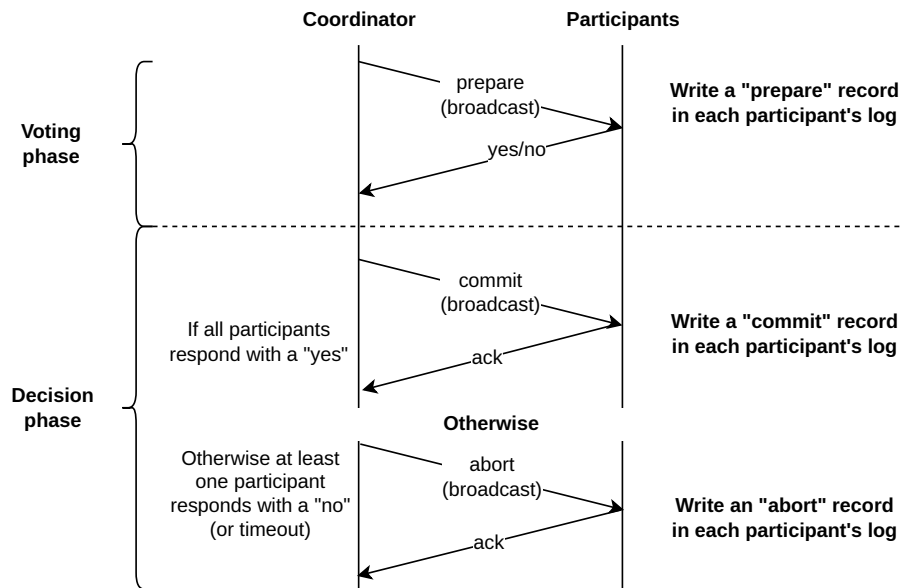 Coordinator
Participants
prepare
(broadcast)
Write a "prepare" record
in each participant's log
Voting
phase
yes/no
commit
(broadcast)
If all participants
respond with a "yes"
Write a "commit" record
in each participant's log
ack
Decision
phase
Otherwise
Otherwise at least
one participant
responds with a "no"
(or timeout)
abort
(broadcast)
Write an "abort" record
in each participant's log
ack